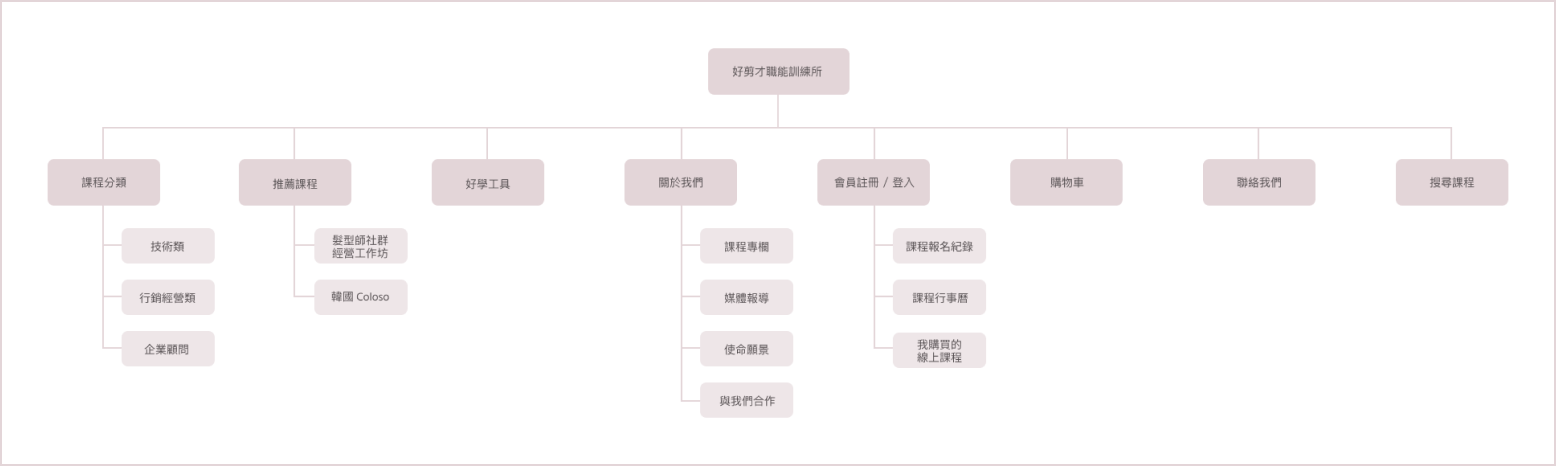 好剪才職能訓練所
課程分類
推薦課程
好學工具
關於我們
會員註冊 / 登入
購物車
聯絡我們
搜尋課程
技術類
行銷經營類
企業顧問
髮型師社群
經營工作坊
韓國 Coloso
課程專欄
媒體報導
使命願景
與我們合作
課程報名紀錄
課程行事曆
我購買的
線上課程